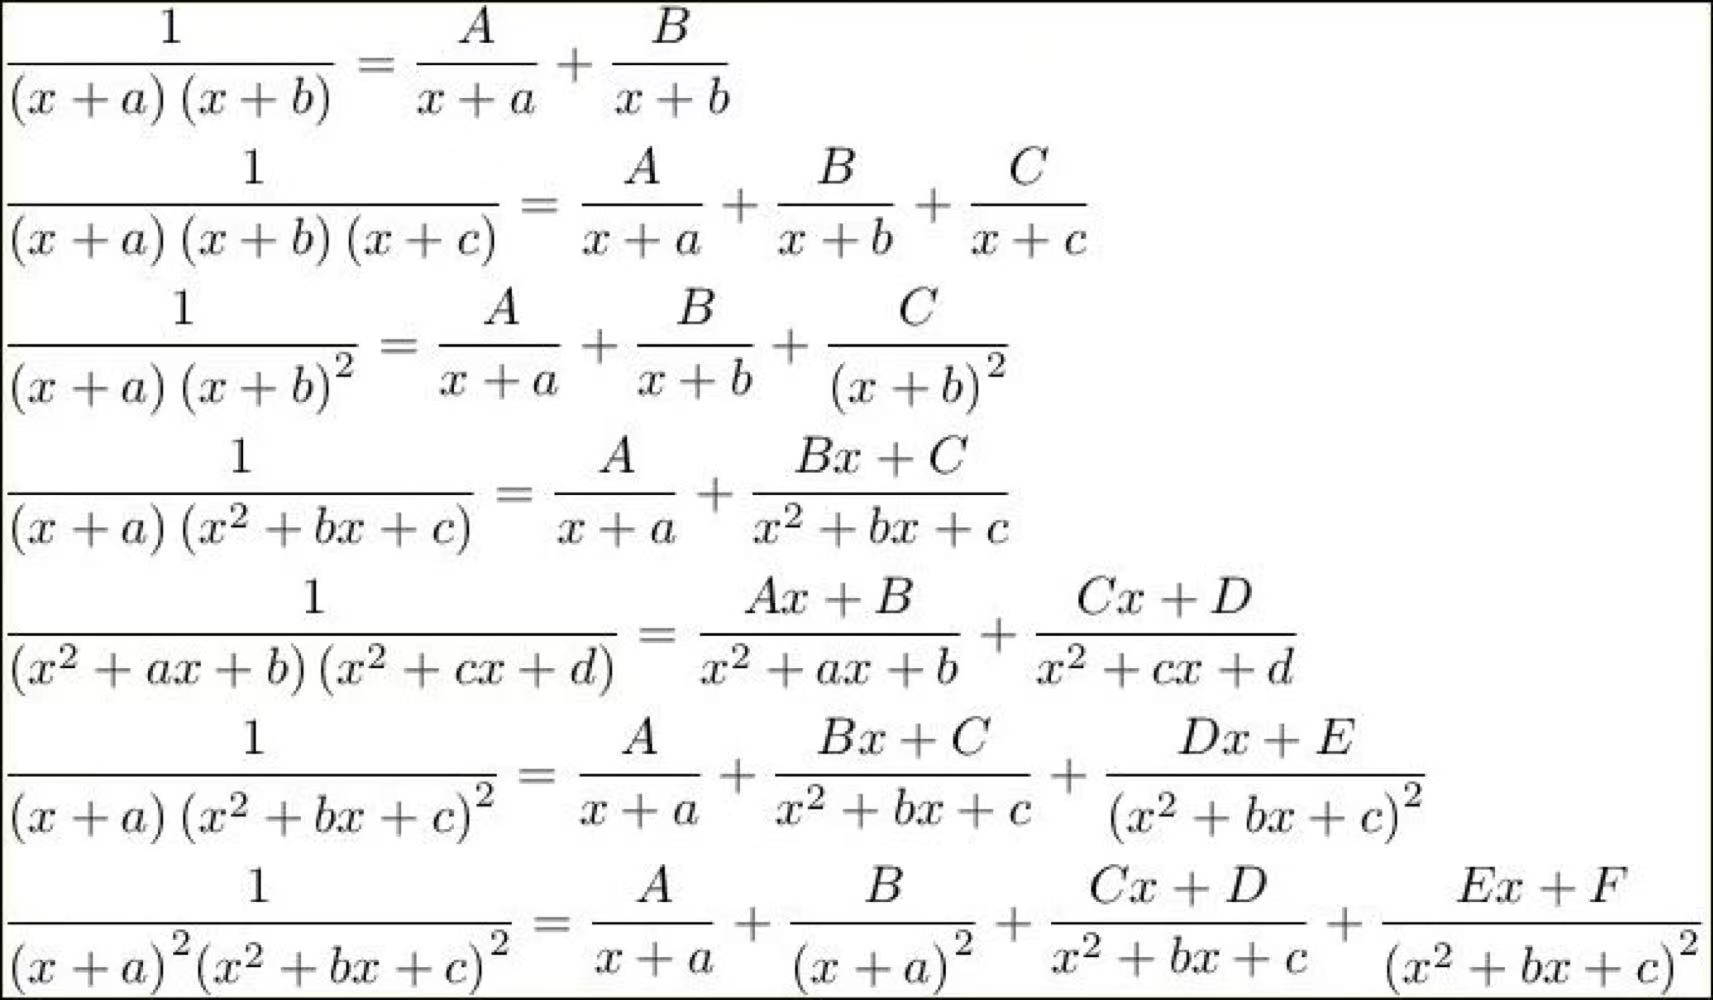 \frac{1}{(x+a)(x+b)} = \frac{A}{x+a} + \frac{B}{x+b}
\frac{1}{(x+a)(x+b)(x+c)} = \frac{A}{x+a} + \frac{B}{x+b} + \frac{C}{x+c}
\frac{1}{(x+a)(x+b)^2} = \frac{A}{x+a} + \frac{B}{x+b} + \frac{C}{(x+b)^2}
\frac{1}{(x+a)(x^2+bx+c)} = \frac{A}{x+a} + \frac{Bx+C}{x^2+bx+c}
\frac{1}{(x^2+ax+b)(x^2+cx+d)} = \frac{Ax+B}{x^2+ax+b} + \frac{Cx+D}{x^2+cx+d}
\frac{1}{(x+a)(x^2+bx+c)^2} = \frac{A}{x+a} + \frac{Bx+C}{x^2+bx+c} + \frac{Dx+E}{(x^2+bx+c)^2}
\frac{1}{(x+a)^2(x^2+bx+c)^2} = \frac{A}{x+a} + \frac{B}{(x+a)^2} + \frac{Cx+D}{x^2+bx+c} + \frac{Ex+F}{(x^2+bx+c)^2}